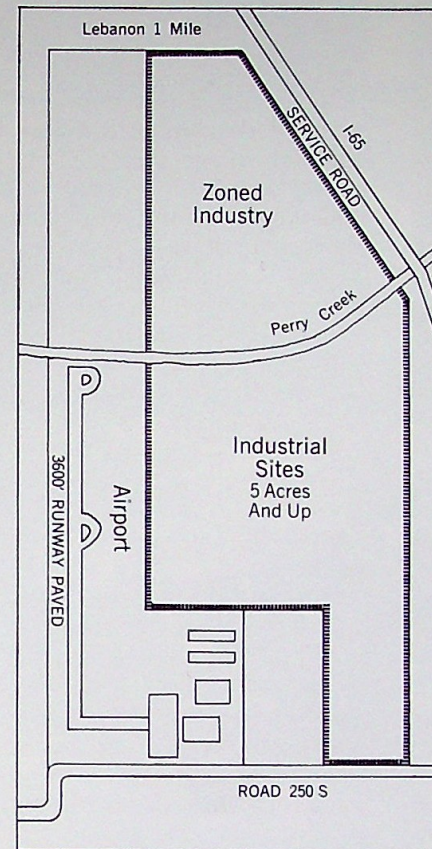 Lebanon 1 Mile
I-65
SERVICE ROAD
Zoned
Industry
Perry Creek
Industrial
Sites
5 Acres
And Up
Airport
3600' RUNWAY PAVED
ROAD 250 S